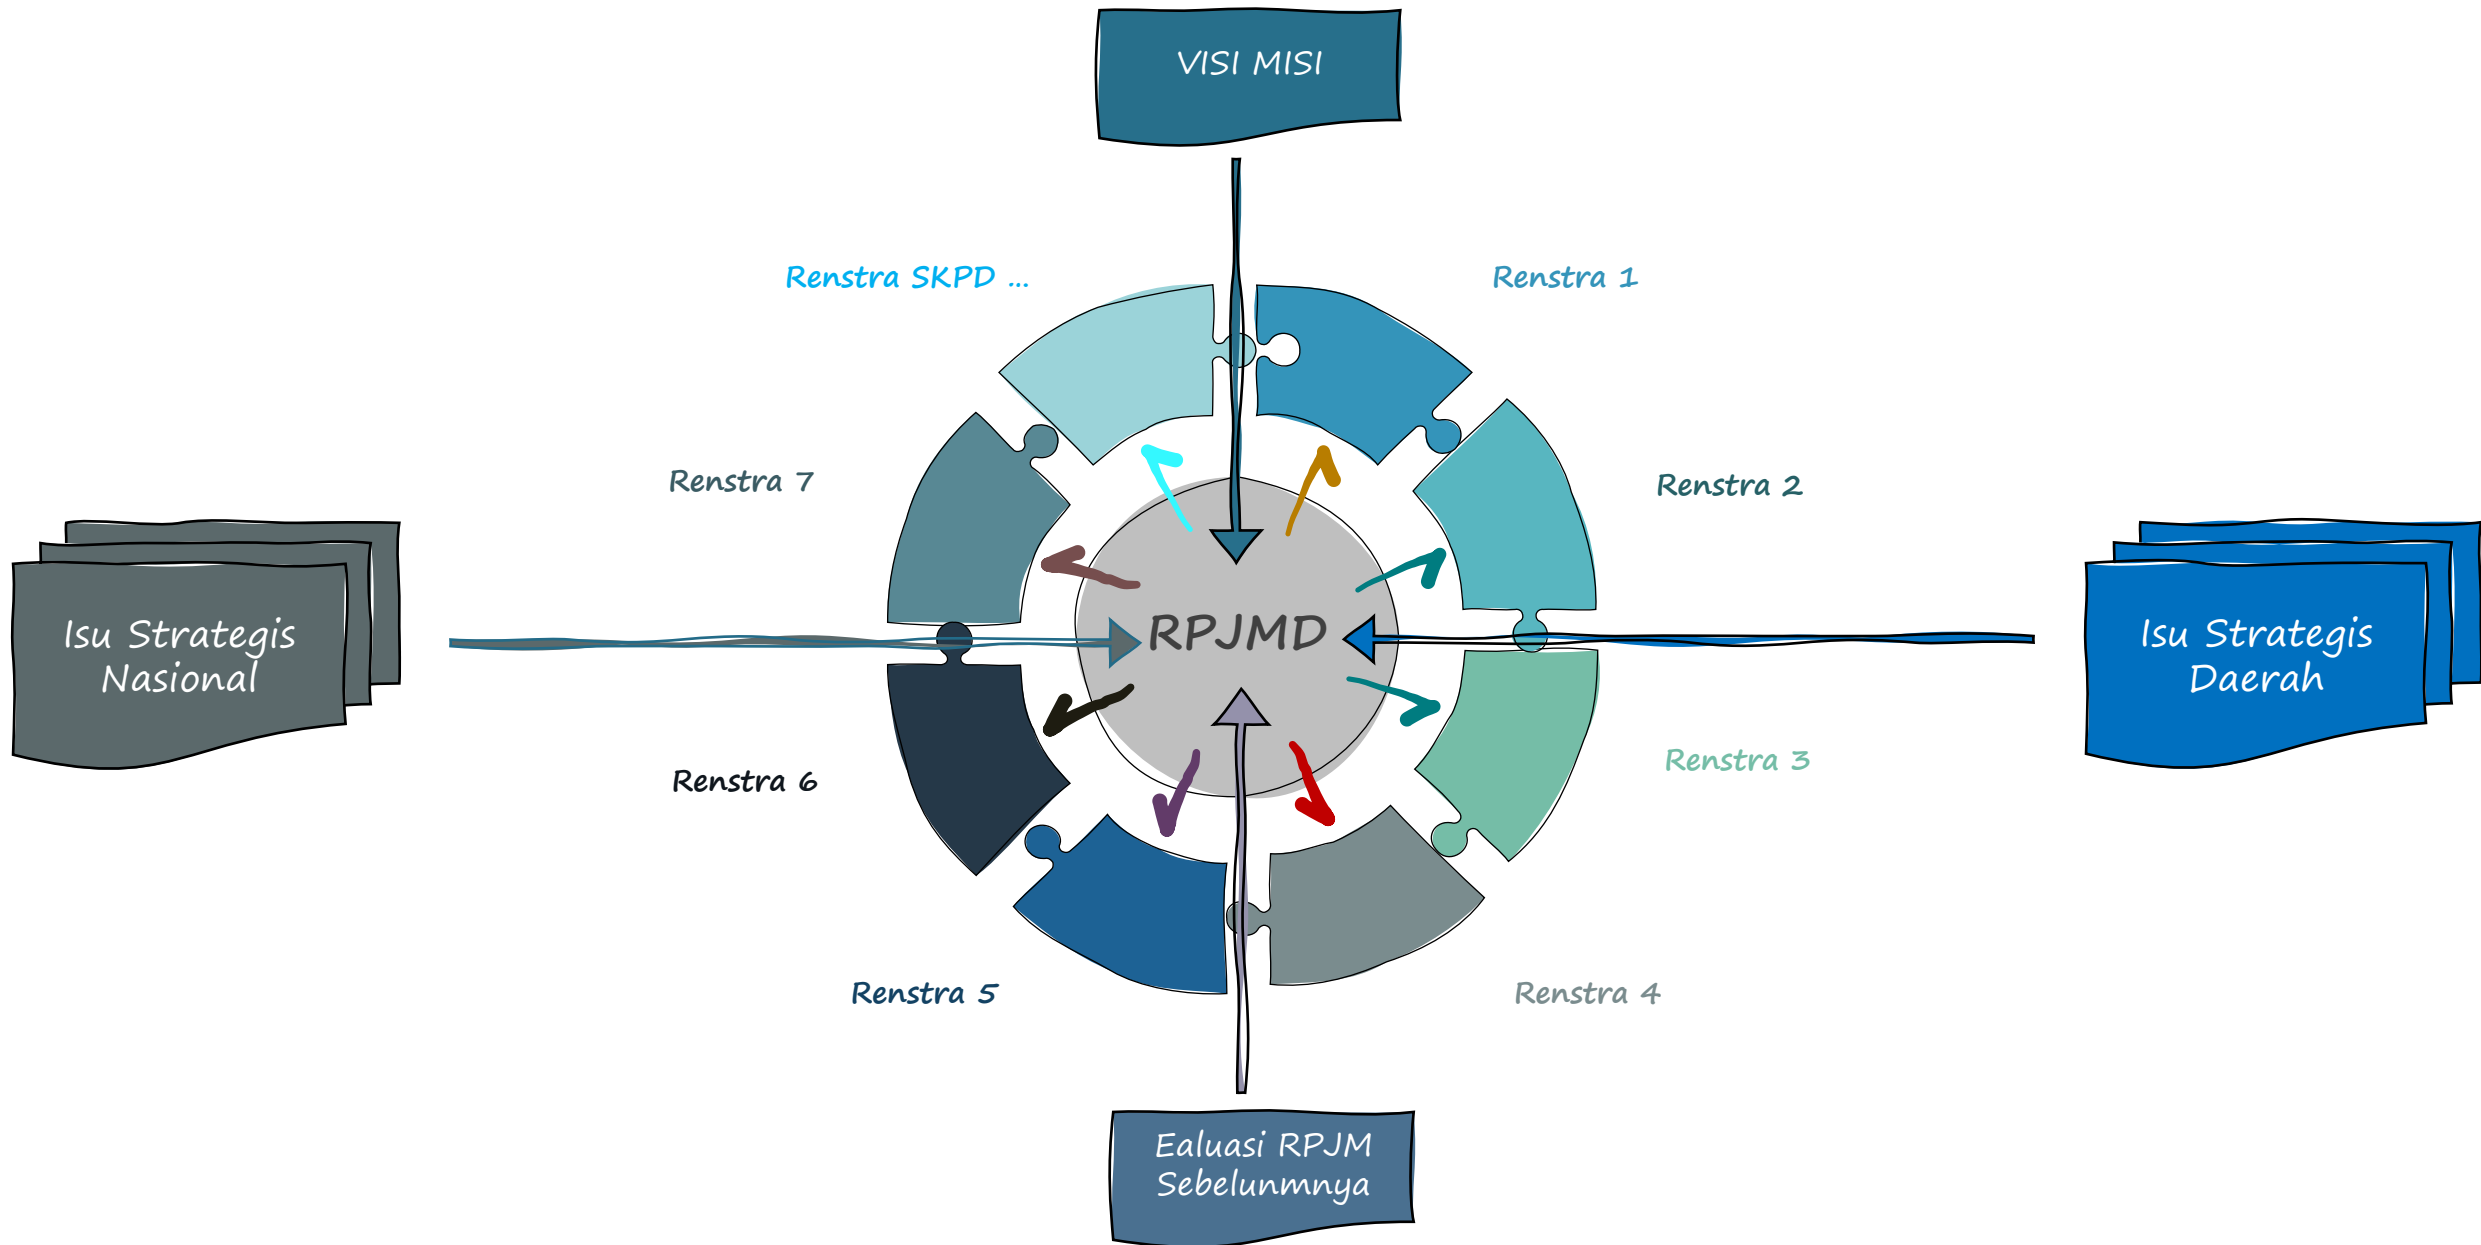 VISI MISI
Renstra SKPD ...
Renstra 1
Renstra 7
Renstra 2
Isu Strategis
Nasional
RPJMD
Isu Strategis
Daerah
Renstra 3
Renstra 6
Renstra 5
Renstra 4
Ealuasi RPJM
Sebelunmnya